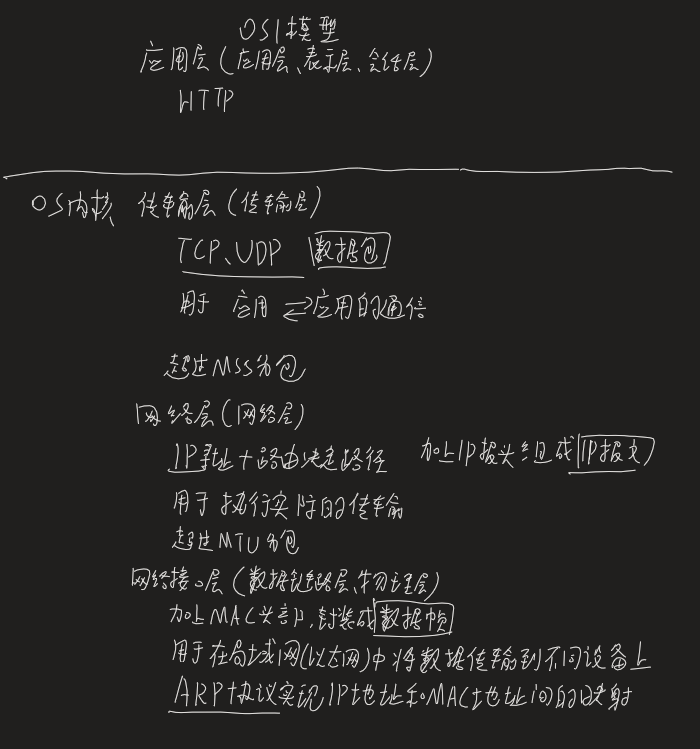 OSI模型
应用层(应用层、表示层、会话层)
HTTP
OS内核 传输层(传输层)
TCP、UDP 数据包
用于 应用 ⇌ 应用的通信
超过MSS分包
网络层(网络层)
IP寻址+路由决定路径 加上IP报头组成IP报文
用于执行实际的传输
超过MTU分包
网络接口层(数据链路层、物理层)
加上MAC头部,封装成数据帧
用于在局域网(以太网)中将数据传输到不同设备上
ARP协议实现IP地址和MAC地址间的映射